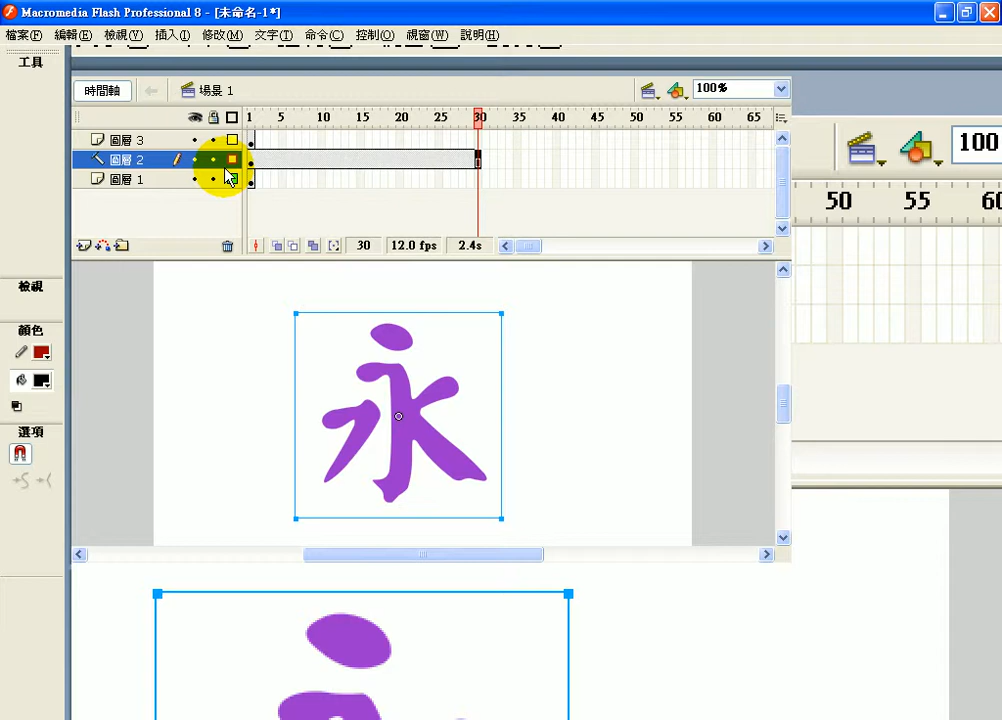 Macromedia Flash Professional 8 - [未命名-1*]
檔案(F) 編輯(E) 檢視(V) 插入(I) 修改(M) 文字(T) 命令(C) 控制(O) 視窗(W) 說明(H)
工具
時間軸 場景 1 100%
1 5 10 15 20 25 30 35 40 45 50 55 60 65
圖層 3
圖層 2
圖層 1
30 12.0 fps 2.4s
100
50 55 60
檢視
顏色
選項
永